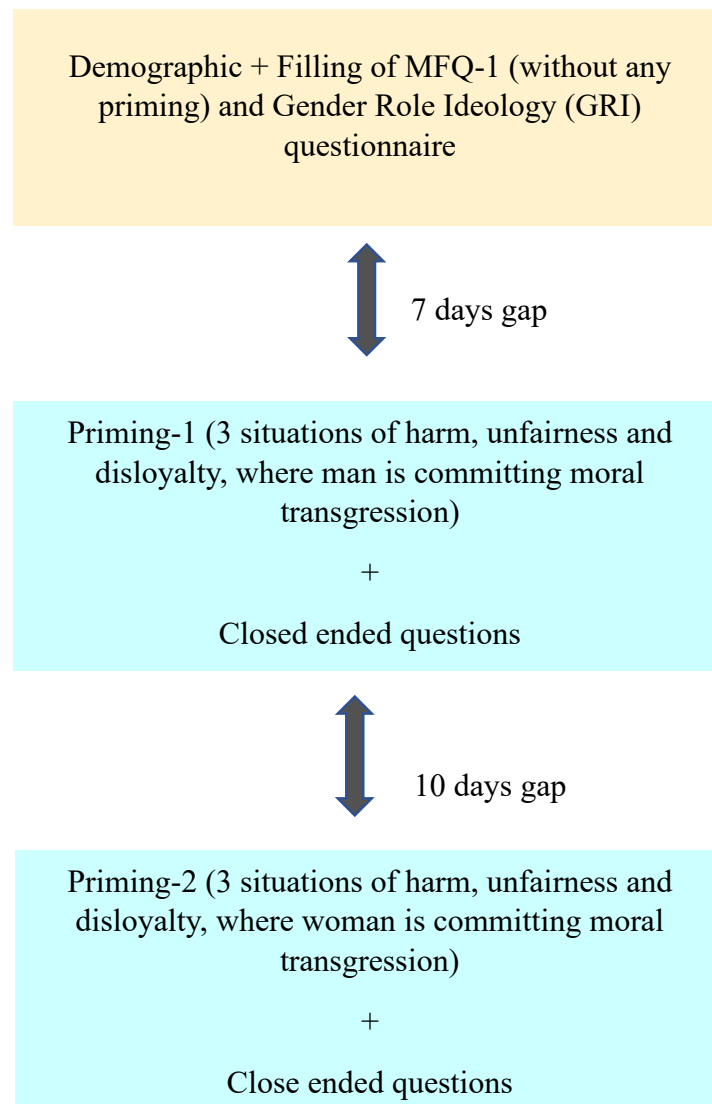 Demographic + Filling of MFQ-1 (without any
priming) and Gender Role Ideology (GRI)
questionnaire
7 days gap
Priming-1 (3 situations of harm, unfairness and
disloyalty, where man is committing moral
transgression)
+
Closed ended questions
10 days gap
Priming-2 (3 situations of harm, unfairness and
disloyalty, where woman is committing moral
transgression)
+
Close ended questions